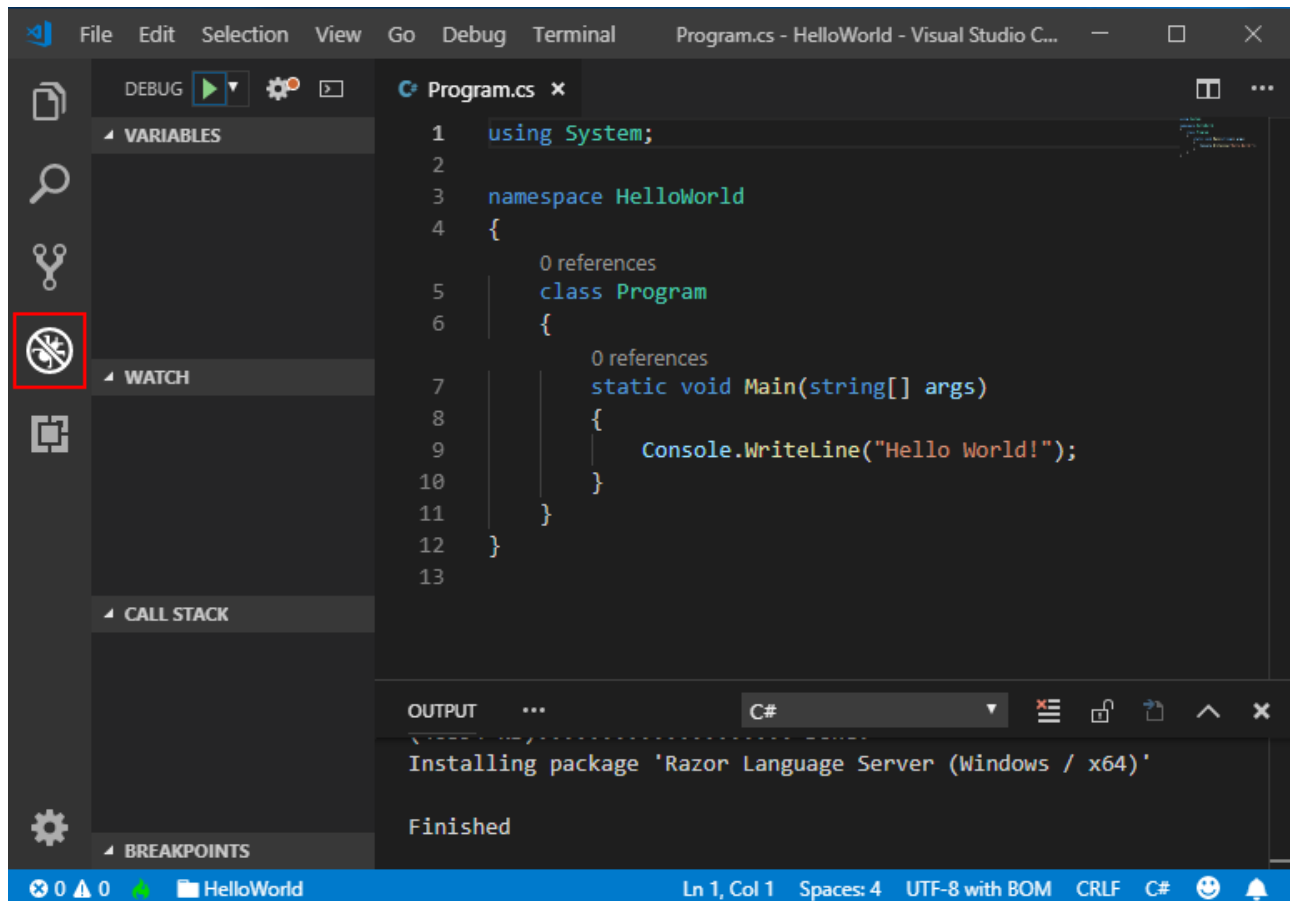 File Edit Selection View Go Debug Terminal Program.cs - HelloWorld - Visual Studio C...
DEBUG
VARIABLES
WATCH
CALL STACK
BREAKPOINTS
C# Program.cs
1 using System;
2
3 namespace HelloWorld
4 {
0 references
5 class Program
6 {
0 references
7 static void Main(string[] args)
8 {
9 Console.WriteLine("Hello World!");
10 }
11 }
12 }
13
OUTPUT ... C#
Installing package 'Razor Language Server (Windows / x64)'
Finished
0 0 HelloWorld Ln 1, Col 1 Spaces: 4 UTF-8 with BOM CRLF C#